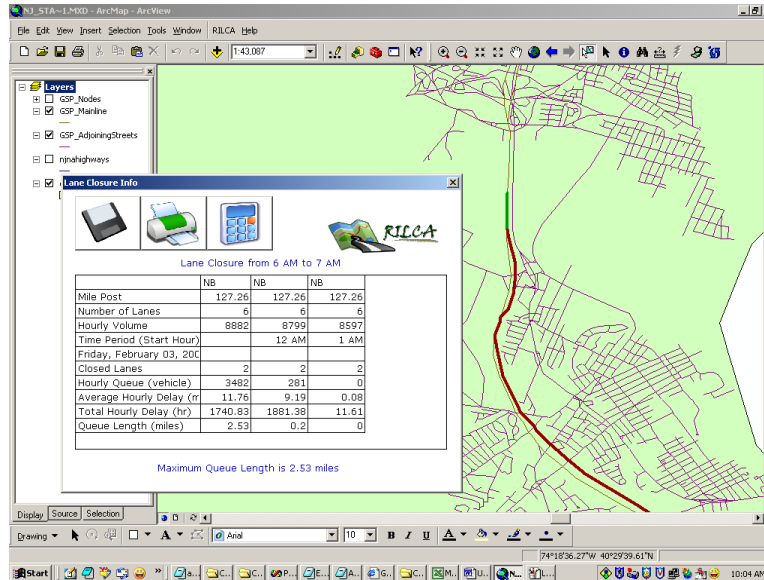 NJ_STA~1.MXD - ArcMap - ArcView
File Edit View Insert Selection Tools Window RILCA Help
1:43,087
Layers
GSP_Nodes
GSP_Mainline
GSP_AdjoiningStreets
njnahighways
Lane Closure Info
RILCA
Lane Closure from 6 AM to 7 AM
NB NB NB
Mile Post 127.26 127.26 127.26
Number of Lanes 6 6 6
Hourly Volume 8882 8799 8597
Time Period (Start Hour) 12 AM 1 AM
Friday, February 03, 200
Closed Lanes 2 2 2
Hourly Queue (vehicle) 3482 281 0
Average Hourly Delay (m 11.76 9.19 0.08
Total Hourly Delay (hr) 1740.83 1881.38 11.61
Queue Length (miles) 2.53 0.2 0
Maximum Queue Length is 2.53 miles
Display Source Selection
Drawing A Arial 10 B I U A
74°18'36.27"W 40°29'39.61"N
Start » a... C... C... P... E... A... G... C... M... U... N... L... 10:04 AM